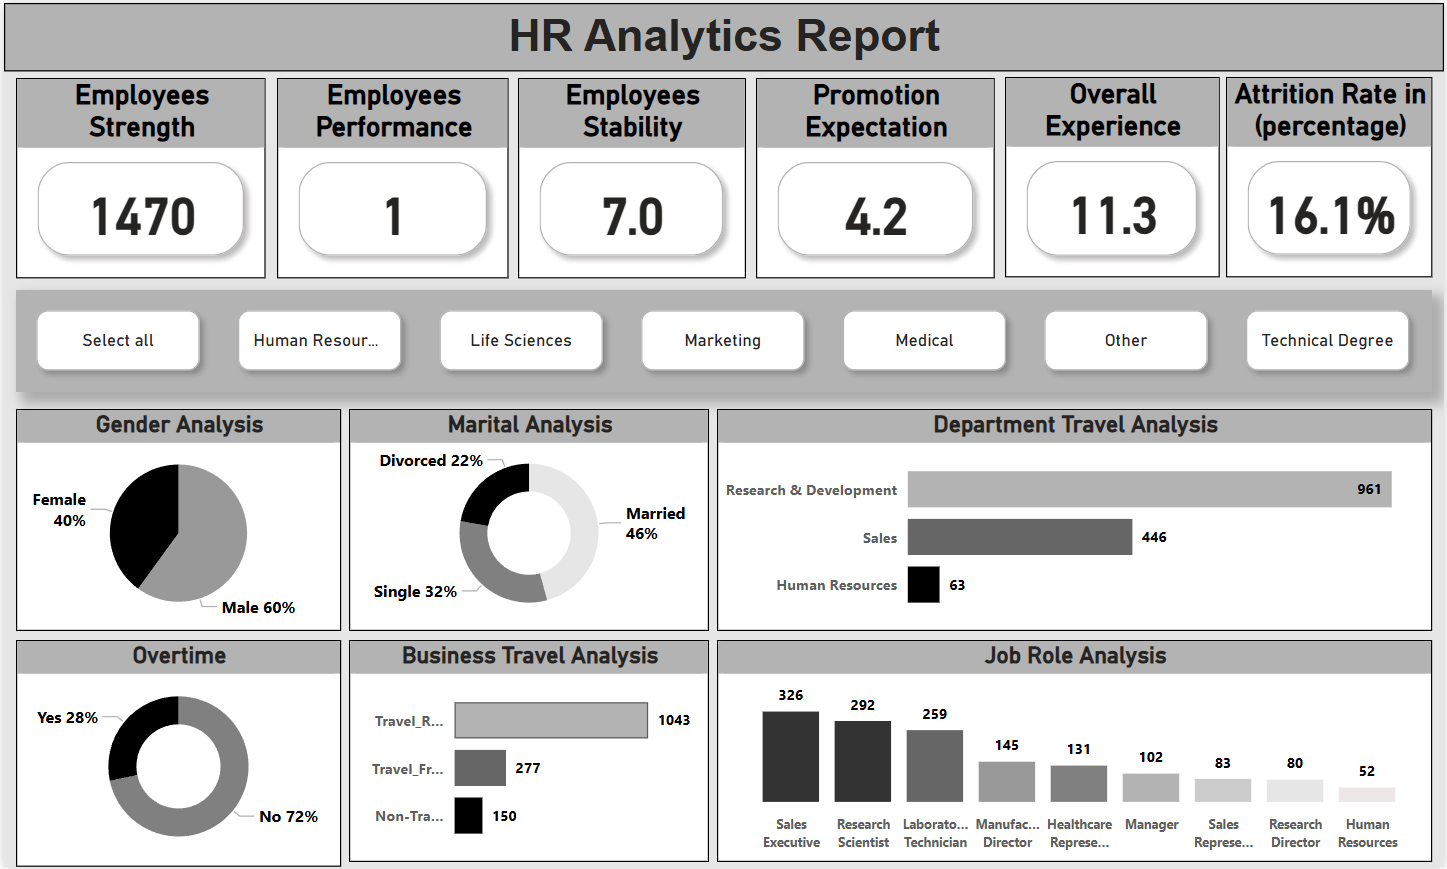 HR Analytics Report
Employees
Strength
1470
Employees
Performance
1
Employees
Stability
7.0
Promotion
Expectation
4.2
Overall
Experience
11.3
Attrition Rate in
(percentage)
16.1%
Select all
Human Resour...
Life Sciences
Marketing
Medical
Other
Technical Degree
Gender Analysis
Female
40%
Male 60%
Marital Analysis
Divorced 22%
Married
46%
Single 32%
Department Travel Analysis
Research & Development
961
Sales
446
Human Resources
63
Overtime
Yes 28%
No 72%
Business Travel Analysis
Travel_R...
1043
Travel_Fr...
277
Non-Tra...
150
Job Role Analysis
326
292
259
145
131
102
83
80
52
Sales
Executive
Research
Scientist
Laborato...
Technician
Manufac...
Director
Healthcare
Represe...
Manager
Sales
Represe...
Research
Director
Human
Resources